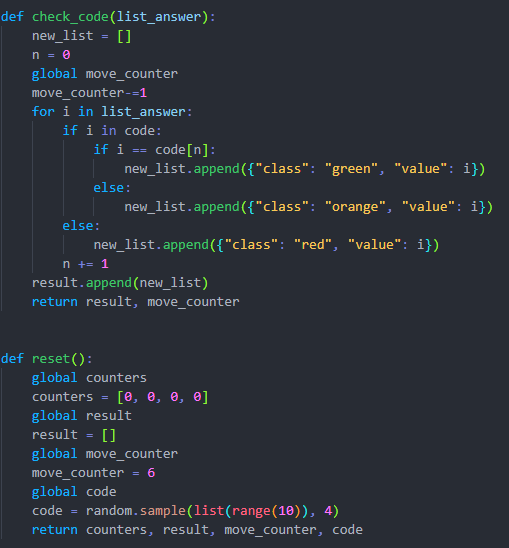 def check_code(list_answer):
    new_list = []
    n = 0
    global move_counter
    move_counter-=1
    for i in list_answer:
        if i in code:
            if i == code[n]:
                new_list.append({"class": "green", "value": i})
            else:
                new_list.append({"class": "orange", "value": i})
        else:
            new_list.append({"class": "red", "value": i})
        n += 1
    result.append(new_list)
    return result, move_counter
def reset():
    global counters
    counters = [0, 0, 0, 0]
    global result
    result = []
    global move_counter
    move_counter = 6
    global code
    code = random.sample(list(range(10)), 4)
    return counters, result, move_counter, code